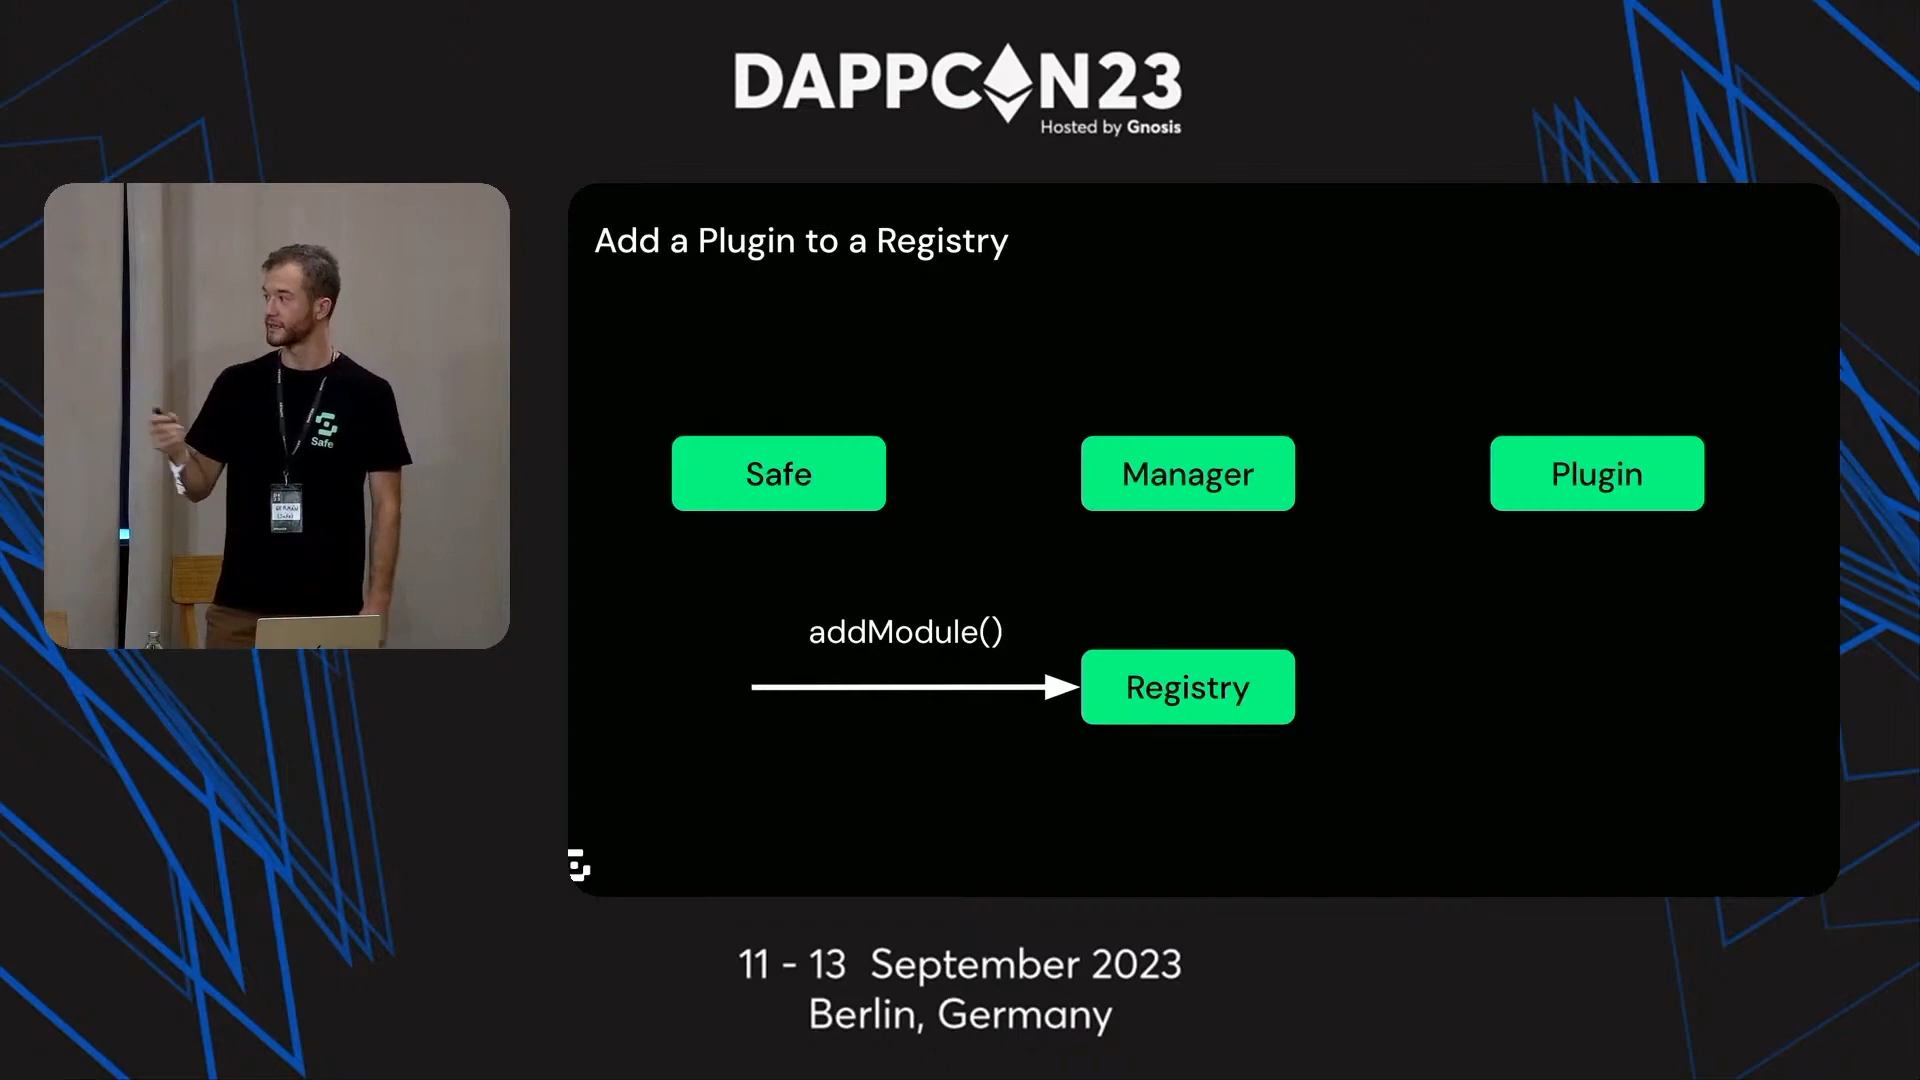 DAPPCON23
Hosted by Gnosis
Add a Plugin to a Registry
Safe
Manager
Plugin
addModule()
Registry
Safe
11 - 13 September 2023
Berlin, Germany